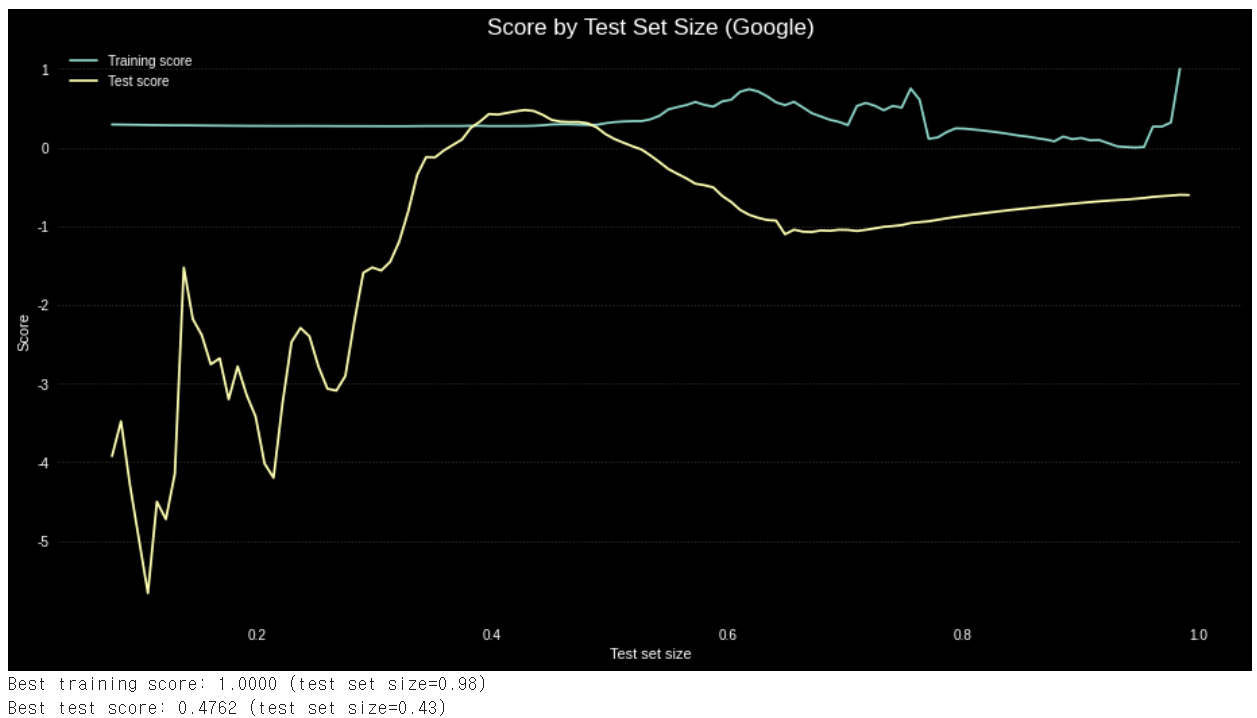 Score by Test Set Size (Google)
Training score
Test score
1
0
-1
-2
-3
-4
-5
Score
0.2 0.4 0.6 0.8 1.0
Test set size
Best training score: 1.0000 (test set size=0.98)
Best test score: 0.4762 (test set size=0.43)